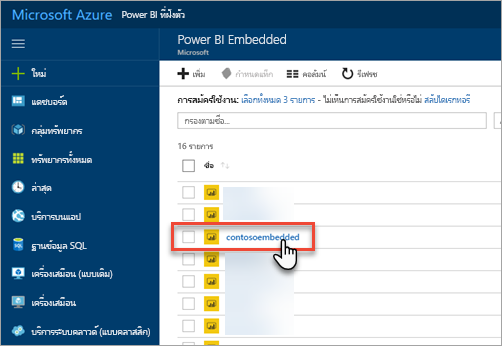 Microsoft Azure Power BI ที่ฝังตัว
Power BI Embedded
Microsoft
เพิ่ม กำหนดแท็ก คอลัมน์ รีเฟรช
การสมัครใช้งาน: เลือกทั้งหมด 3 รายการ - ไม่เห็นการสมัครใช้งานใช่หรือไม่ สลับไดเรกทอรี
กรองตามชื่อ...
16 รายการ
ชื่อ
contosoembedded
ใหม่
แดชบอร์ด
กลุ่มทรัพยากร
ทรัพยากรทั้งหมด
ล่าสุด
บริการบนแอป
ฐานข้อมูล SQL
เครื่องเสมือน (แบบเดิม)
เครื่องเสมือน
บริการระบบคลาวด์ (แบบคลาสสิก)